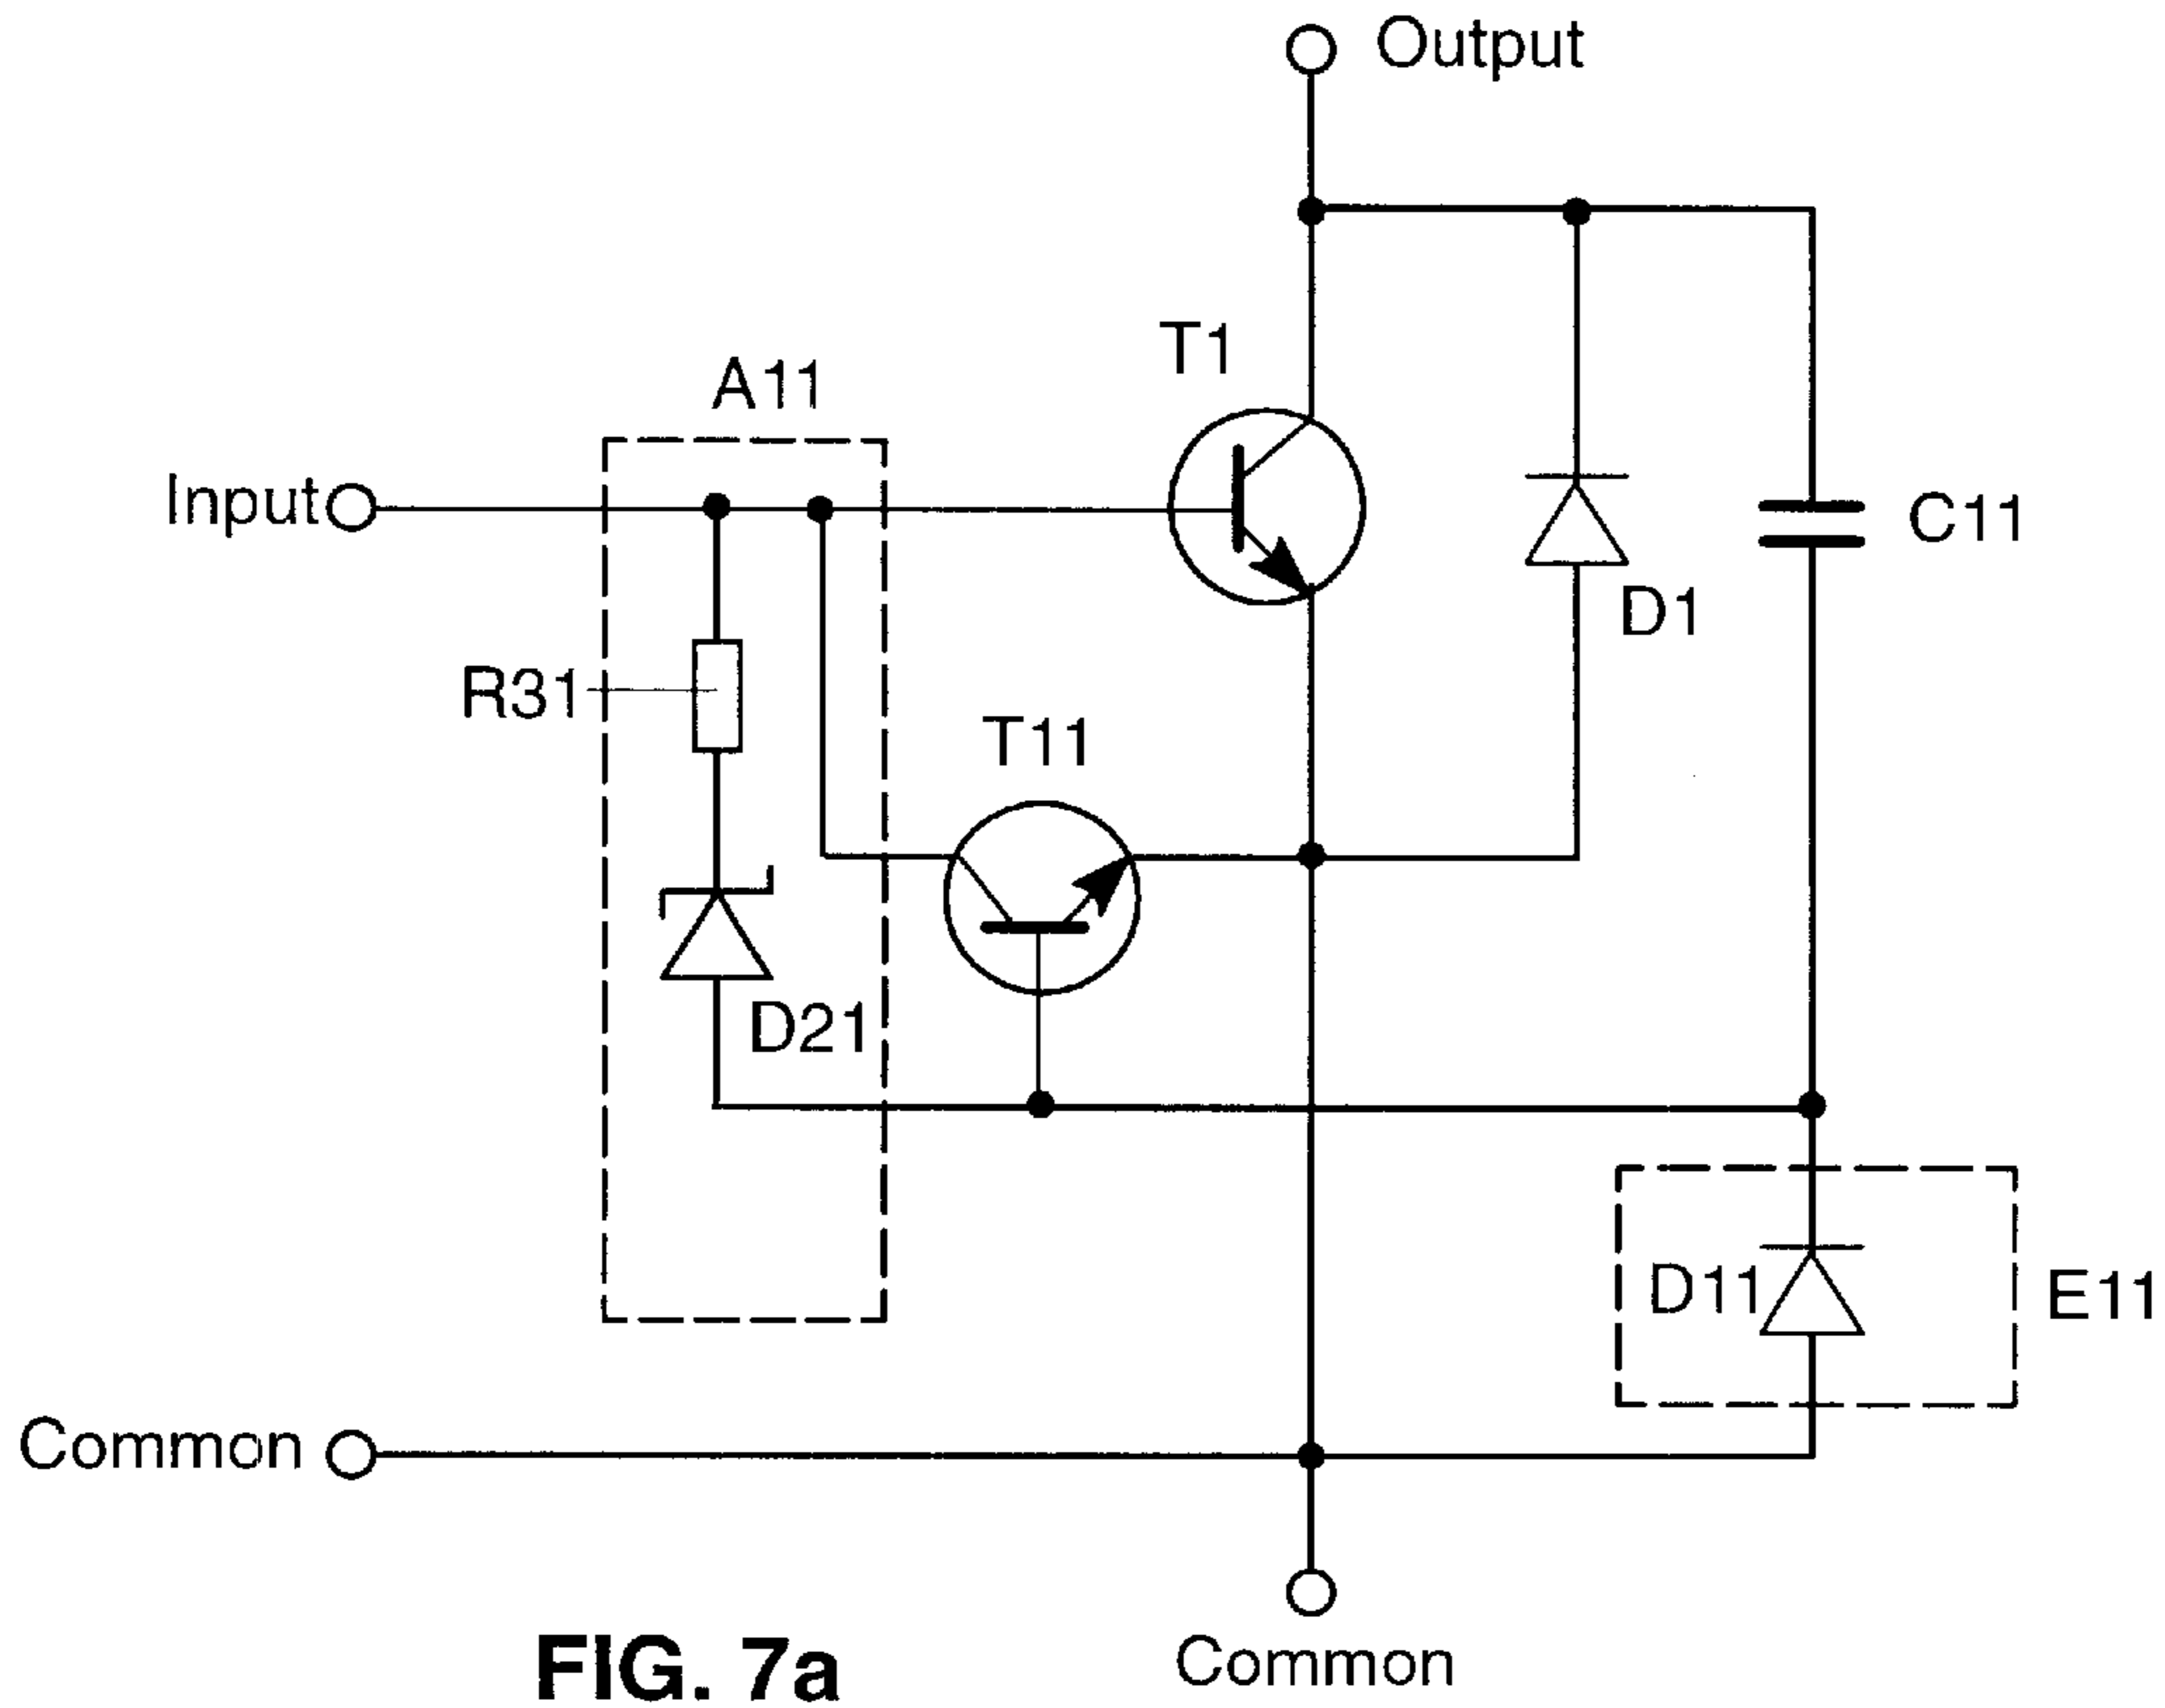 Output
T1
A11
Input
C11
D1
R31
T11
D21
D11
E11
Common
Common
FIG. 7a